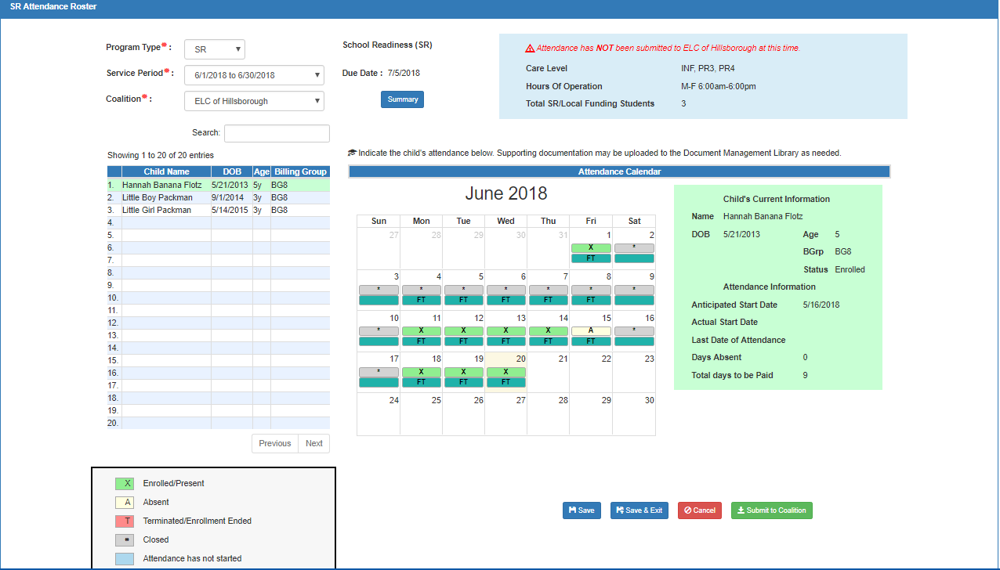 SR Attendance Roster
Program Type* : SR
Service Period* : 6/1/2018 to 6/30/2018
Coalition* : ELC of Hillsborough
School Readiness (SR)
Due Date : 7/5/2018
Summary
Attendance has NOT been submitted to ELC of Hillsborough at this time.
Care Level INF, PR3, PR4
Hours Of Operation M-F 6:00am-6:00pm
Total SR/Local Funding Students 3
Search:
Showing 1 to 20 of 20 entries
Child Name DOB Age Billing Group
1. Hannah Banana Flotz 5/21/2013 5y BG8
2. Little Boy Packman 9/1/2014 3y BG8
3. Little Girl Packman 5/14/2015 3y BG8
4.
5.
6.
7.
8.
9.
10.
11.
12.
13.
14.
15.
16.
17.
18.
19.
20.
Previous Next
Indicate the child's attendance below. Supporting documentation may be uploaded to the Document Management Library as needed.
Attendance Calendar
June 2018
Sun Mon Tue Wed Thu Fri Sat
27 28 29 30 31 1 2
X *
FT
3 4 5 6 7 8 9
* * * * * * *
FT FT FT FT FT
10 11 12 13 14 15 16
* X X X X A *
FT FT FT FT FT
17 18 19 20 21 22 23
* X X X
FT FT FT
24 25 26 27 28 29 30
Child's Current Information
Name Hannah Banana Flotz
DOB 5/21/2013 Age 5
BGrp BG8
Status Enrolled
Attendance Information
Anticipated Start Date 5/16/2018
Actual Start Date
Last Date of Attendance
Days Absent 0
Total days to be Paid 9
X Enrolled/Present
A Absent
T Terminated/Enrollment Ended
* Closed
Attendance has not started
Save Save & Exit Cancel Submit to Coalition